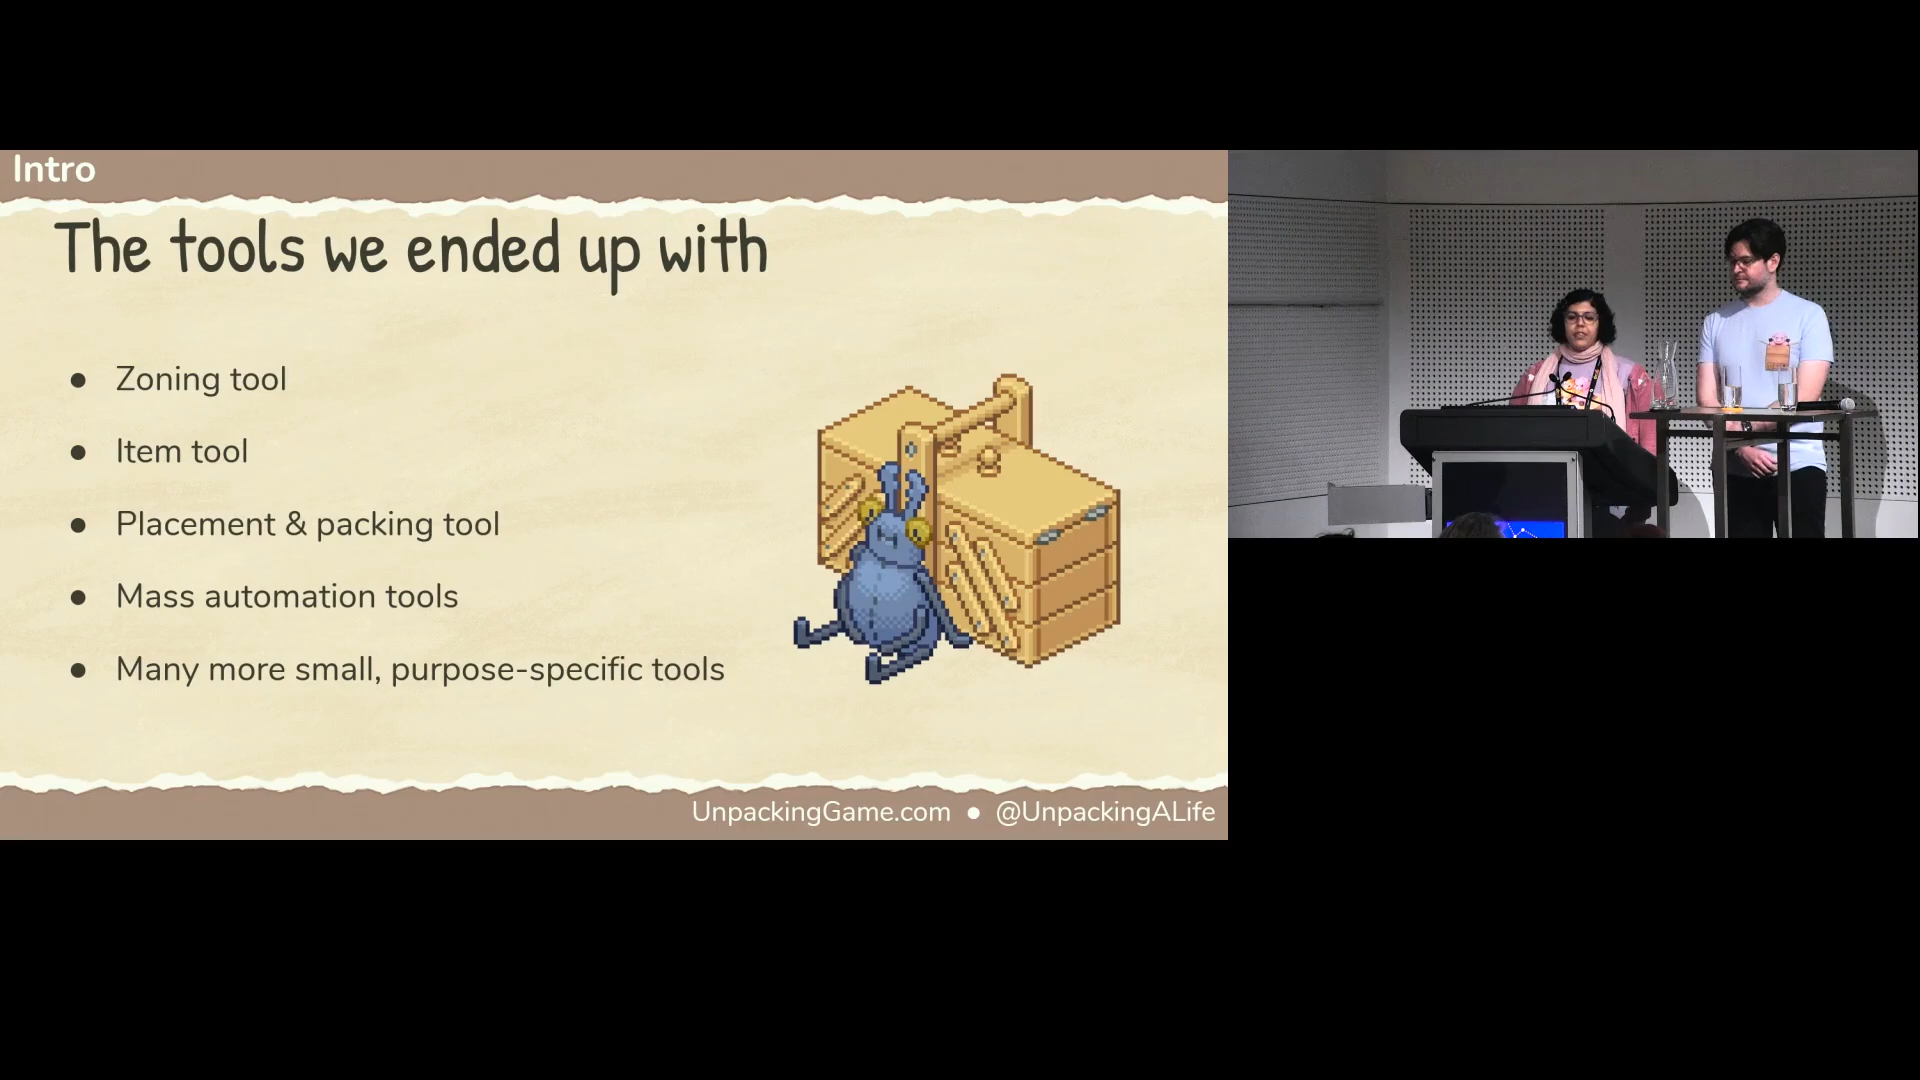 Intro
The tools we ended up with
● Zoning tool
● Item tool
● Placement & packing tool
● Mass automation tools
● Many more small, purpose-specific tools
UnpackingGame.com ● @UnpackingALife